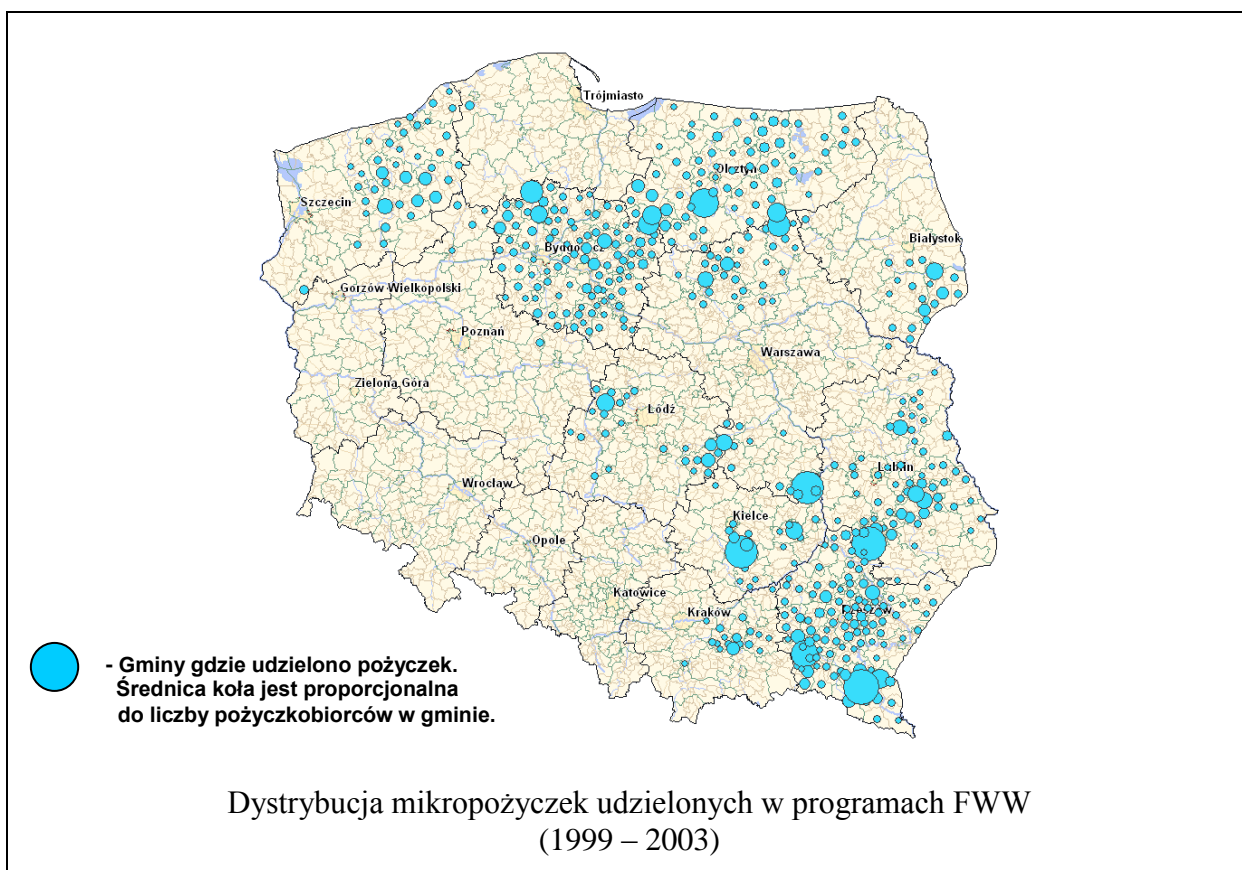 Trójmiasto
Olsztyn
Szczecin
Bydgoszcz
Białystok
Gorzów Wielkopolski
Poznań
Warszawa
Zielona Góra
Łódź
Lublin
Wrocław
Kielce
Opole
Katowice
Kraków
Rzeszów
- Gminy gdzie udzielono pożyczek.
Średnica koła jest proporcjonalna
do liczby pożyczkobiorców w gminie.
Dystrybucja mikropożyczek udzielonych w programach FWW
(1999 – 2003)